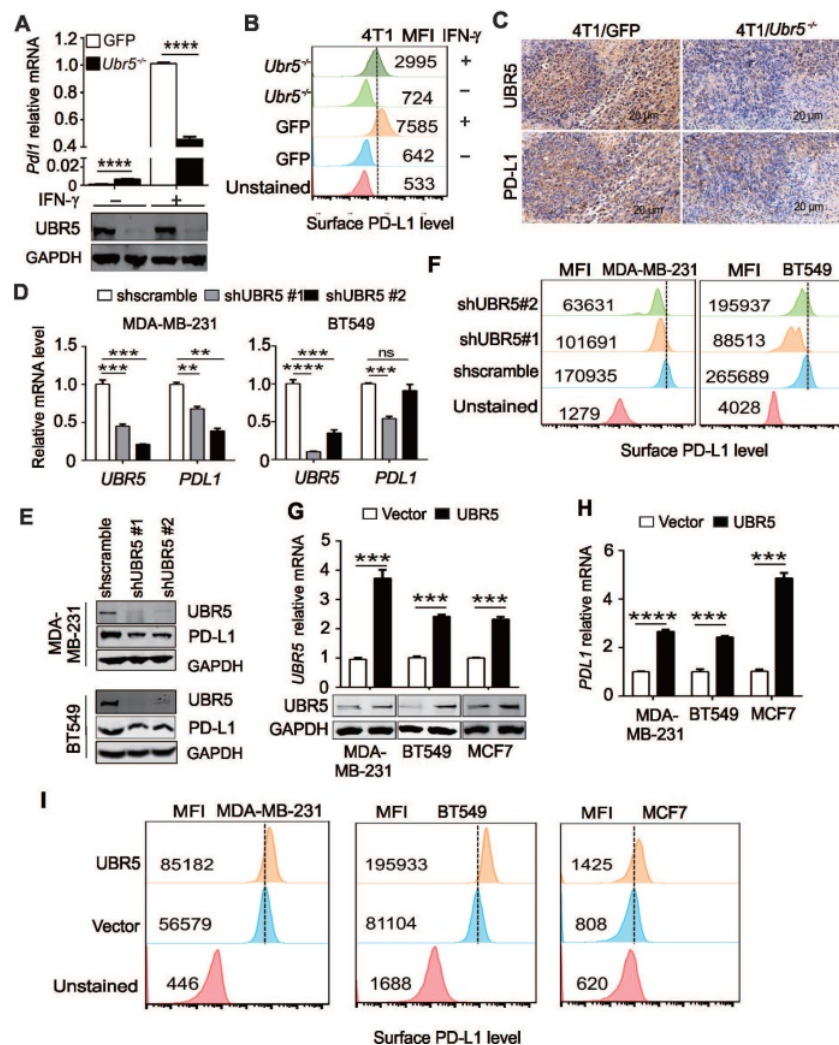 A
GFP
Ubr5-/-
Pdl1 relative mRNA
1.2
1.0
0.8
0.6
0.4
0.02
0
****
****
IFN-γ
−
+
UBR5
GAPDH
B
4T1 MFI IFN-γ
Ubr5-/- 2995 +
Ubr5-/- 724 −
GFP 7585 +
GFP 642 −
Unstained 533
Surface PD-L1 level
C
4T1/GFP 4T1/Ubr5-/-
UBR5
20 μm 20 μm
PD-L1
20 μm 20 μm
D
shscramble shUBR5 #1 shUBR5 #2
MDA-MB-231 BT549
Relative mRNA level
1.5 1.5
1.0 1.0
0.5 0.5
0 0
*** **
*** **
*** ns
**** ***
UBR5 PDL1 UBR5 PDL1
F
MFI MDA-MB-231 MFI BT549
shUBR5#2 63631 195937
shUBR5#1 101691 88513
shscramble 170935 265689
Unstained 1279 4028
Surface PD-L1 level
E
shscramble
shUBR5 #1
shUBR5 #2
MDA-
MB-231
UBR5
PD-L1
GAPDH
BT549
UBR5
PD-L1
GAPDH
G
Vector UBR5
UBR5 relative mRNA
5
4
3
2
1
0
*** *** ***
UBR5
GAPDH
MDA-
MB-231
BT549 MCF7
H
Vector UBR5
PDL1 relative mRNA
6
4
2
0
**** *** ***
MDA-
MB-231
BT549 MCF7
I
MFI MDA-MB-231 MFI BT549 MFI MCF7
UBR5 85182 195933 1425
Vector 56579 81104 808
Unstained 446 1688 620
Surface PD-L1 level